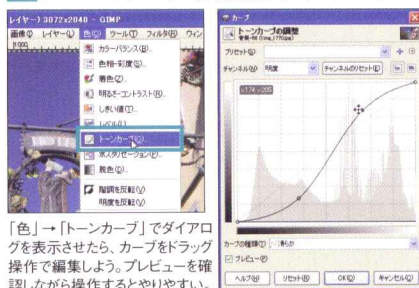 レイヤー) 3072x2048 – GIMP
画像(I) レイヤー(L) 色(C) ツール(T) フィルタ(R) ウィン
カラーバランス(B)...
色相-彩度(S)...
着色(Z)...
明るさ-コントラスト(R)...
しきい値(T)...
レベル(L)...
トーンカーブ(C)...
ポスタリゼーション(P)...
脱色(D)...
階調を反転(V)
明度を反転(V)
「色」→「トーンカーブ」でダイアロ
グを表示させたら、カーブをドラッグ
操作で編集しよう。プレビューを確
認しながら操作するとやりやすい。
カーブ
トーンカーブの調整
プリセット(S):
チャンネル(N): 明度 チャンネルのリセット(E)
x:174 y:205
カーブの種類(T): 滑らか
プレビュー(P)
ヘルプ(H) リセット(R) OK(O) キャンセル(C)